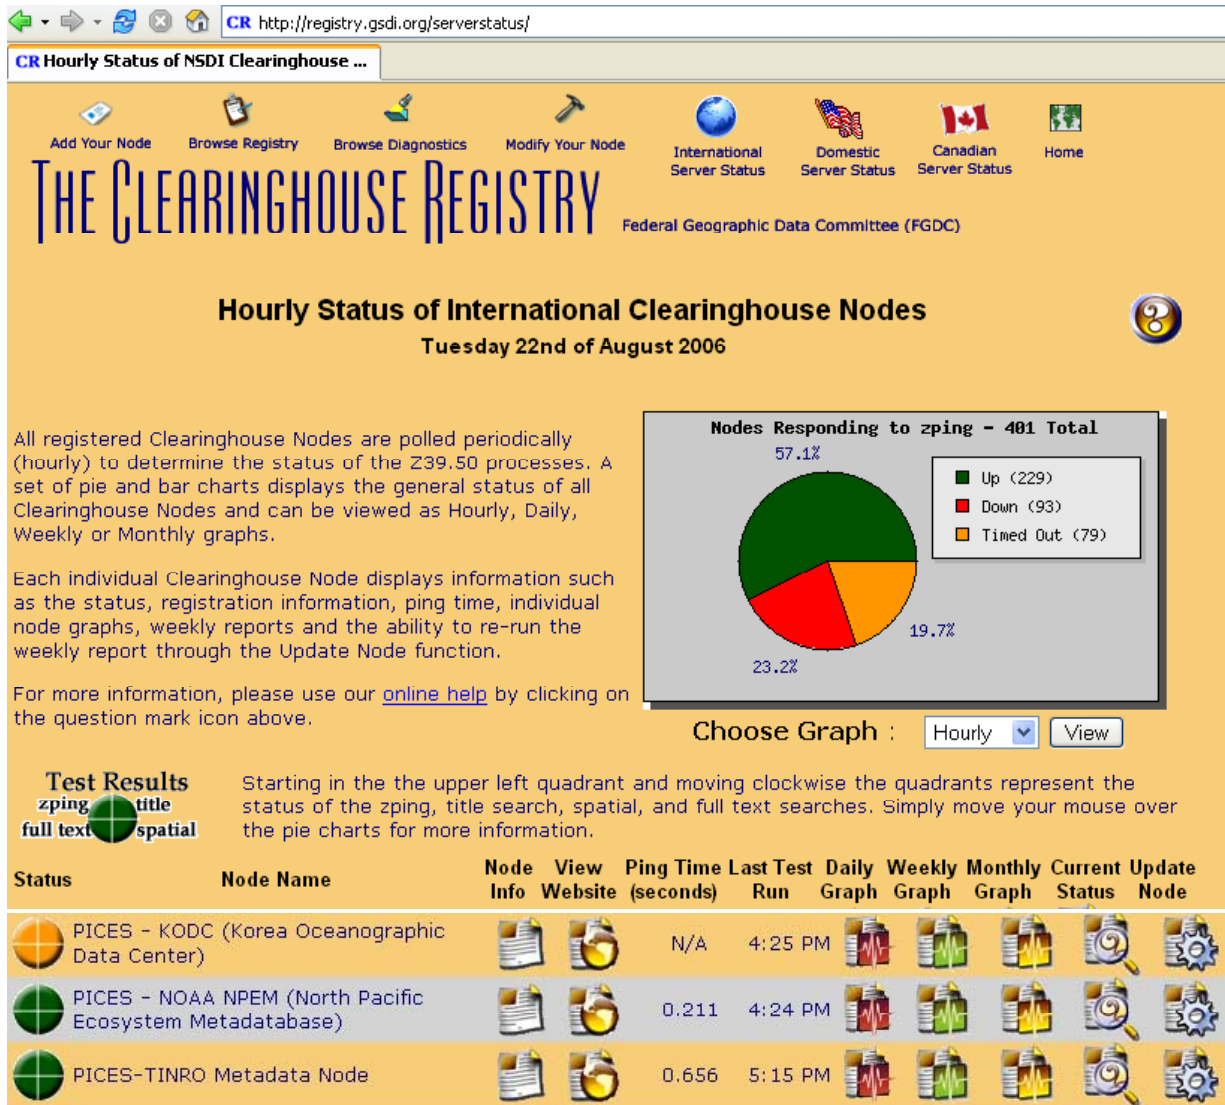 CR http://registry.gsdi.org/serverstatus/
CR Hourly Status of NSDI Clearinghouse ...
Add Your Node
Browse Registry
Browse Diagnostics
Modify Your Node
International
Server Status
Domestic
Server Status
Canadian
Server Status
Home
THE CLEARINGHOUSE REGISTRY
Federal Geographic Data Committee (FGDC)
Hourly Status of International Clearinghouse Nodes
Tuesday 22nd of August 2006
All registered Clearinghouse Nodes are polled periodically
(hourly) to determine the status of the Z39.50 processes. A
set of pie and bar charts displays the general status of all
Clearinghouse Nodes and can be viewed as Hourly, Daily,
Weekly or Monthly graphs.
Each individual Clearinghouse Node displays information such
as the status, registration information, ping time, individual
node graphs, weekly reports and the ability to re-run the
weekly report through the Update Node function.
For more information, please use our online help by clicking on
the question mark icon above.
Nodes Responding to zping - 401 Total
57.1%
Up (229)
Down (93)
Timed Out (79)
19.7%
23.2%
Choose Graph : Hourly View
Test Results
zping title
full text spatial
Starting in the the upper left quadrant and moving clockwise the quadrants represent the
status of the zping, title search, spatial, and full text searches. Simply move your mouse over
the pie charts for more information.
Status
Node Name
Node
Info
View
Website
Ping Time
(seconds)
Last Test
Run
Daily
Graph
Weekly
Graph
Monthly
Graph
Current
Status
Update
Node
PICES - KODC (Korea Oceanographic
Data Center)
N/A
4:25 PM
PICES - NOAA NPEM (North Pacific
Ecosystem Metadatabase)
0.211
4:24 PM
PICES-TINRO Metadata Node
0.656
5:15 PM